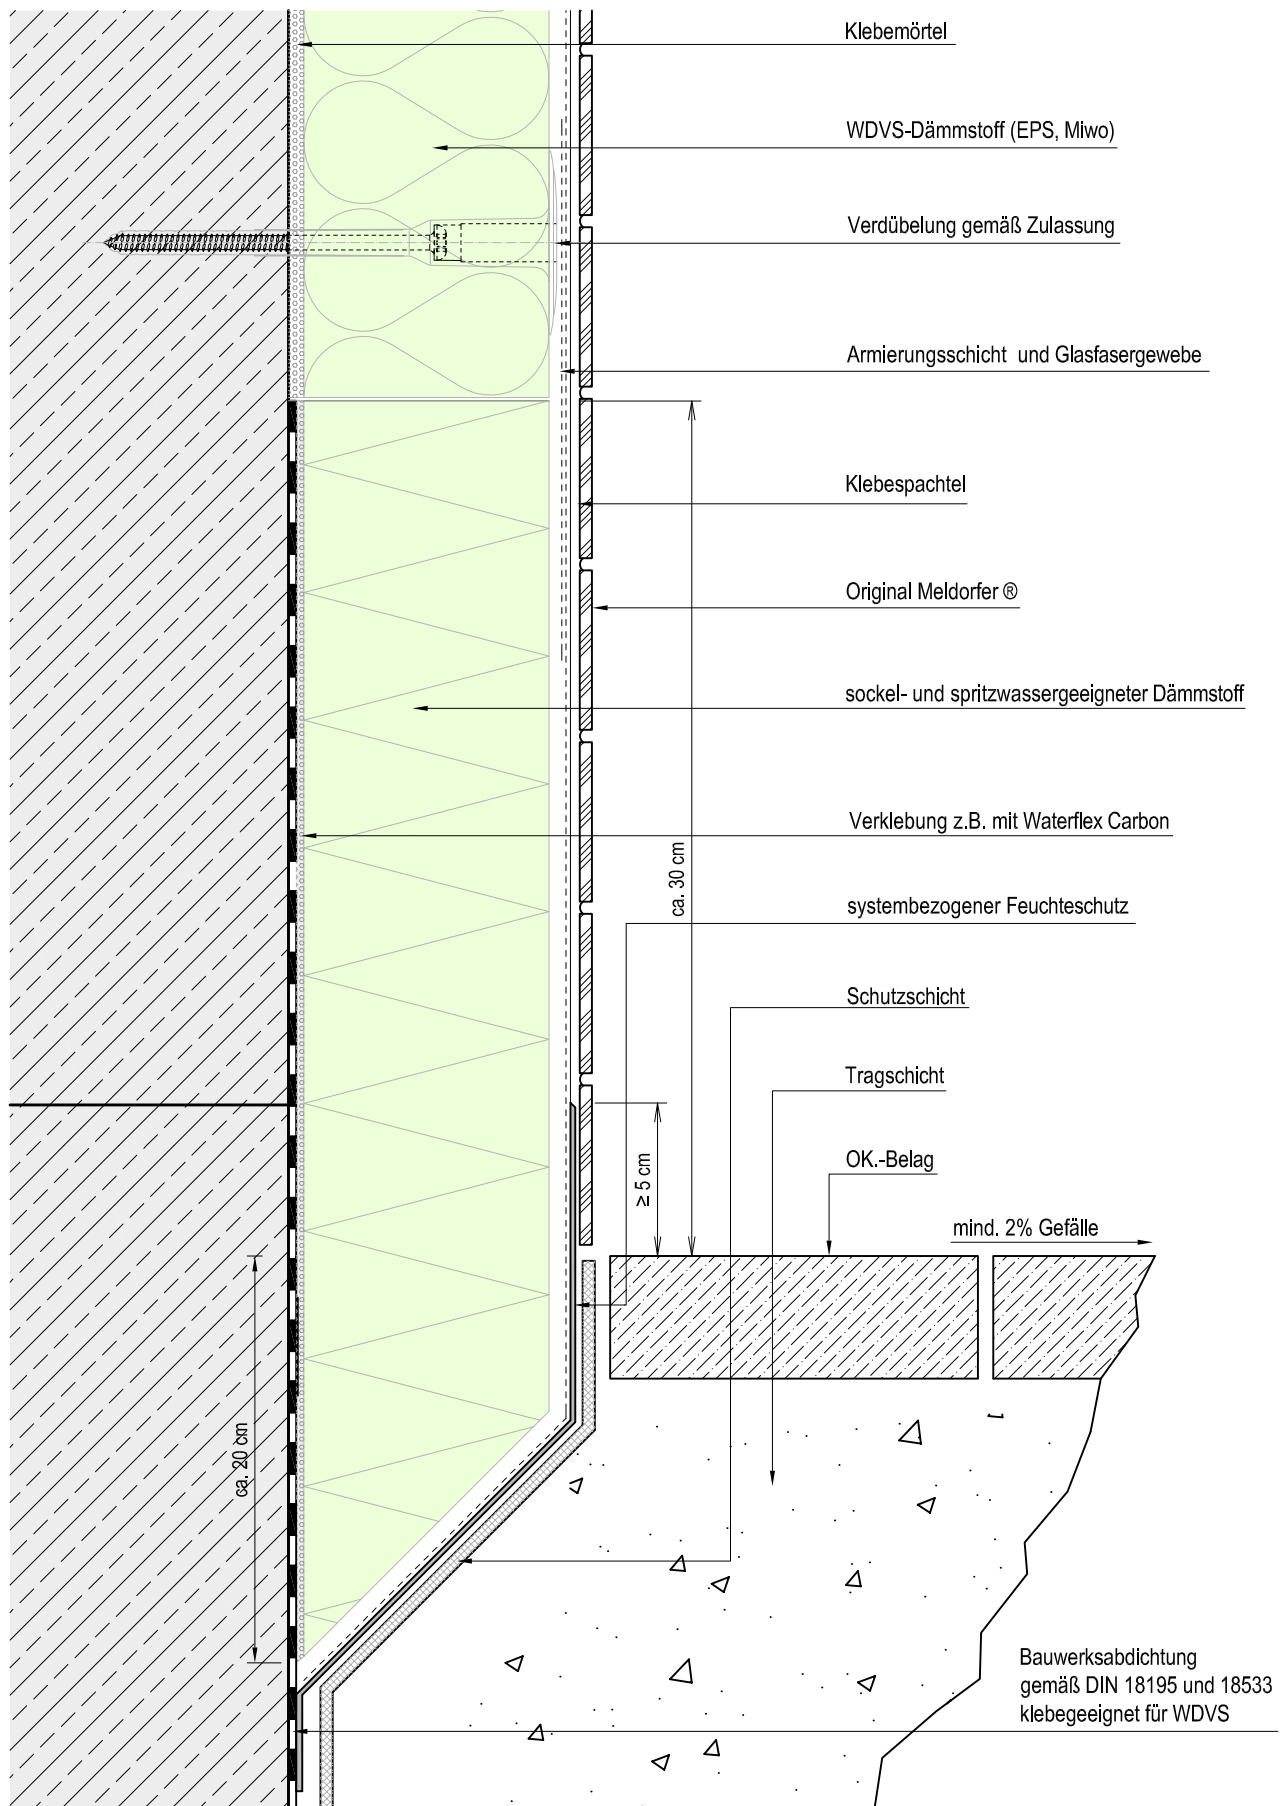 Klebemörtel
WDVS-Dämmstoff (EPS, Miwo)
Verdübelung gemäß Zulassung
Armierungsschicht und Glasfasergewebe
Klebespachtel
Original Meldorfer ®
sockel- und spritzwassergeeigneter Dämmstoff
Verklebung z.B. mit Waterflex Carbon
ca. 30 cm
systembezogener Feuchteschutz
Schutzschicht
Tragschicht
OK.-Belag
≥ 5 cm
mind. 2% Gefälle
ca. 20 cm
Bauwerksabdichtung
gemäß DIN 18195 und 18533
klebegeeignet für WDVS